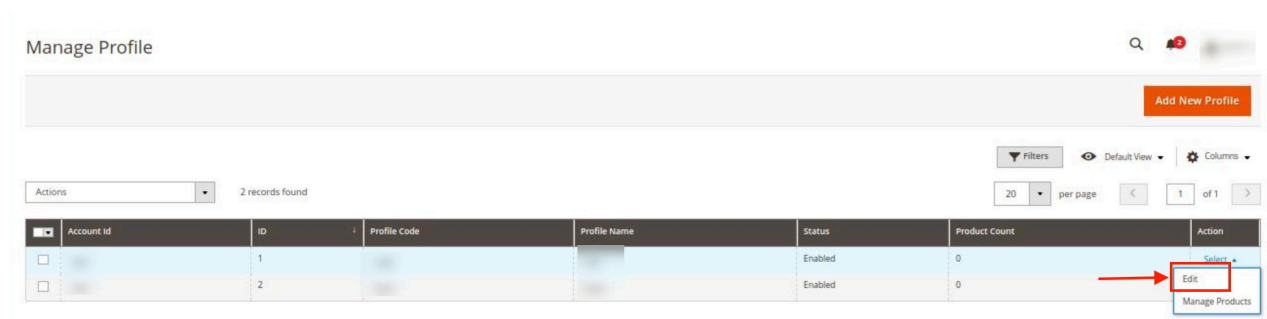 Manage Profile
2
Add New Profile
Filters Default View Columns
Actions 2 records found 20 per page 1 of 1
Account Id ID Profile Code Profile Name Status Product Count Action
1 Enabled 0 Select
2 Enabled 0
Edit
Manage Products